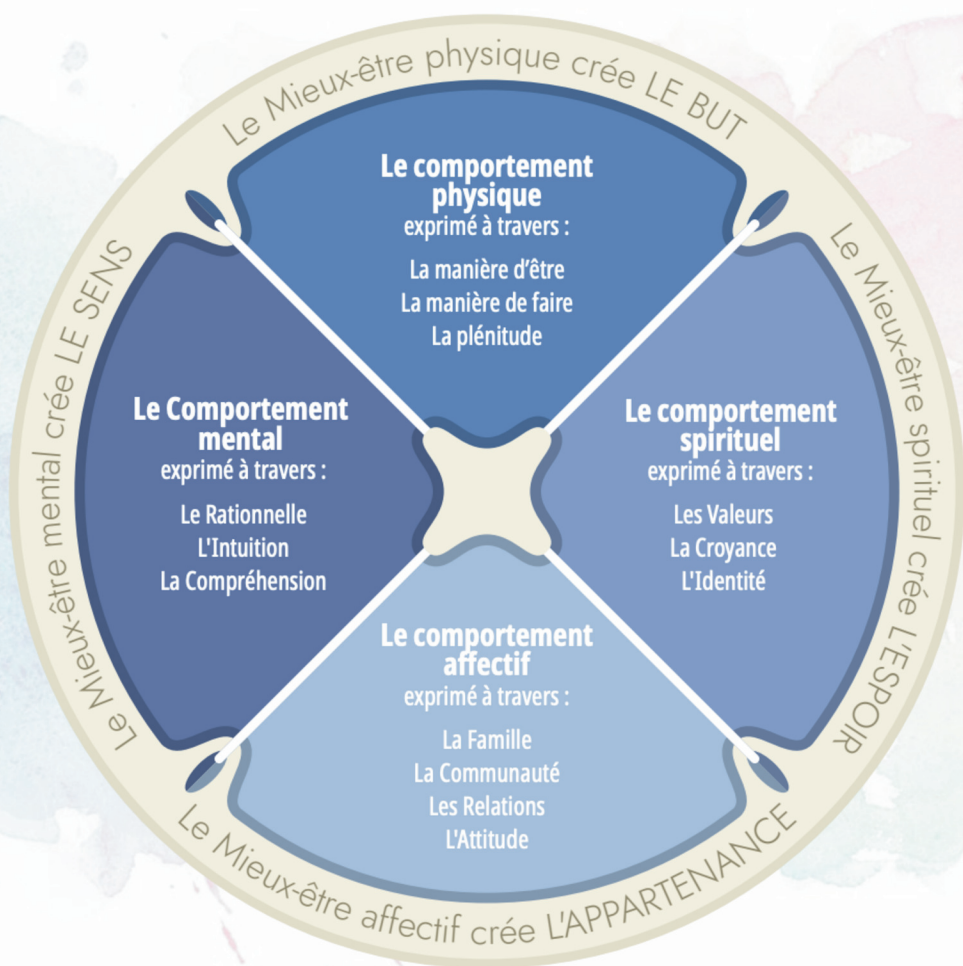 Le Mieux-être physique crée LE BUT
Le comportement
physique
exprimé à travers :
La manière d'être
La manière de faire
La plénitude
Le Mieux-être mental crée LE SENS
Le Comportement
mental
exprimé à travers :
Le Rationnelle
L'Intuition
La Compréhension
Le comportement
spirituel
exprimé à travers :
Les Valeurs
La Croyance
L'Identité
Le Mieux-être spirituel crée L'ESPOIR
Le comportement
affectif
exprimé à travers :
La Famille
La Communauté
Les Relations
L'Attitude
Le Mieux-être affectif crée L'APPARTENANCE